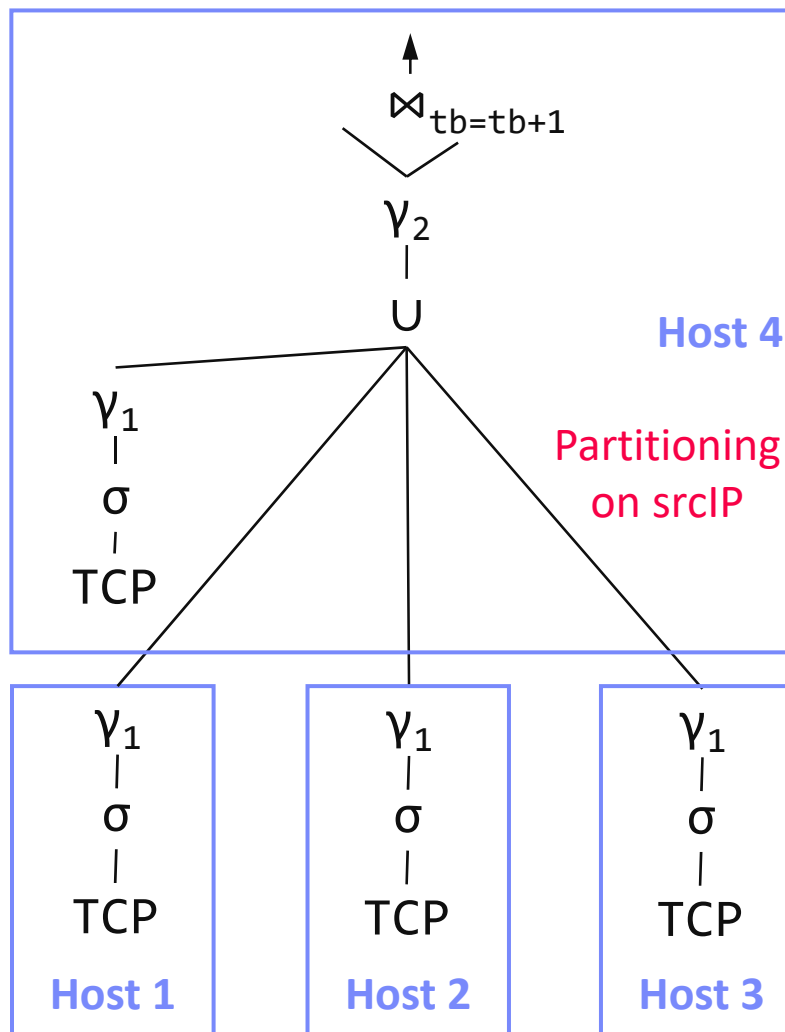 ⋈tb=tb+1
γ2
∪
Host 4
γ1
σ
TCP
Partitioning
on srcIP
γ1
σ
TCP
Host 1
γ1
σ
TCP
Host 2
γ1
σ
TCP
Host 3